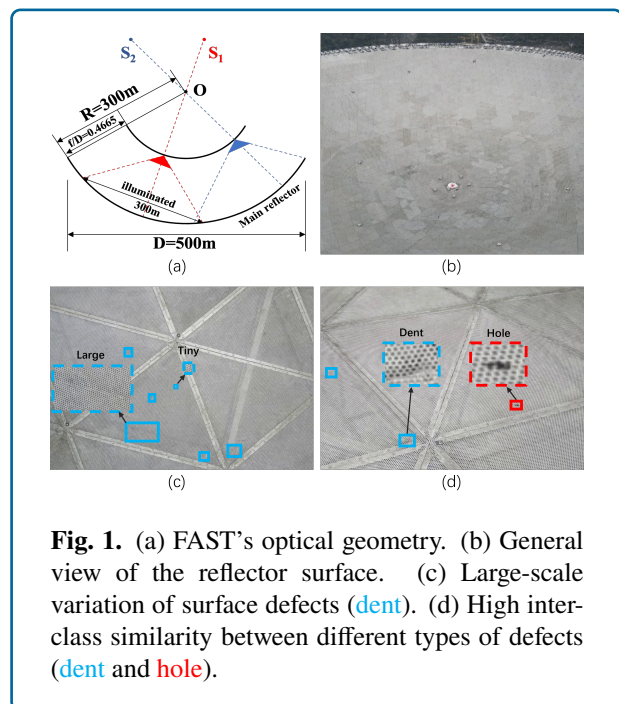 S₂
S₁
O
R=300m
f/D=0.4665
illuminated
300m
Main reflector
D=500m
(a)
(b)
Large
Tiny
(c)
Dent
Hole
(d)
Fig. 1. (a) FAST's optical geometry. (b) General
view of the reflector surface. (c) Large-scale
variation of surface defects (dent). (d) High inter-
class similarity between different types of defects
(dent and hole).